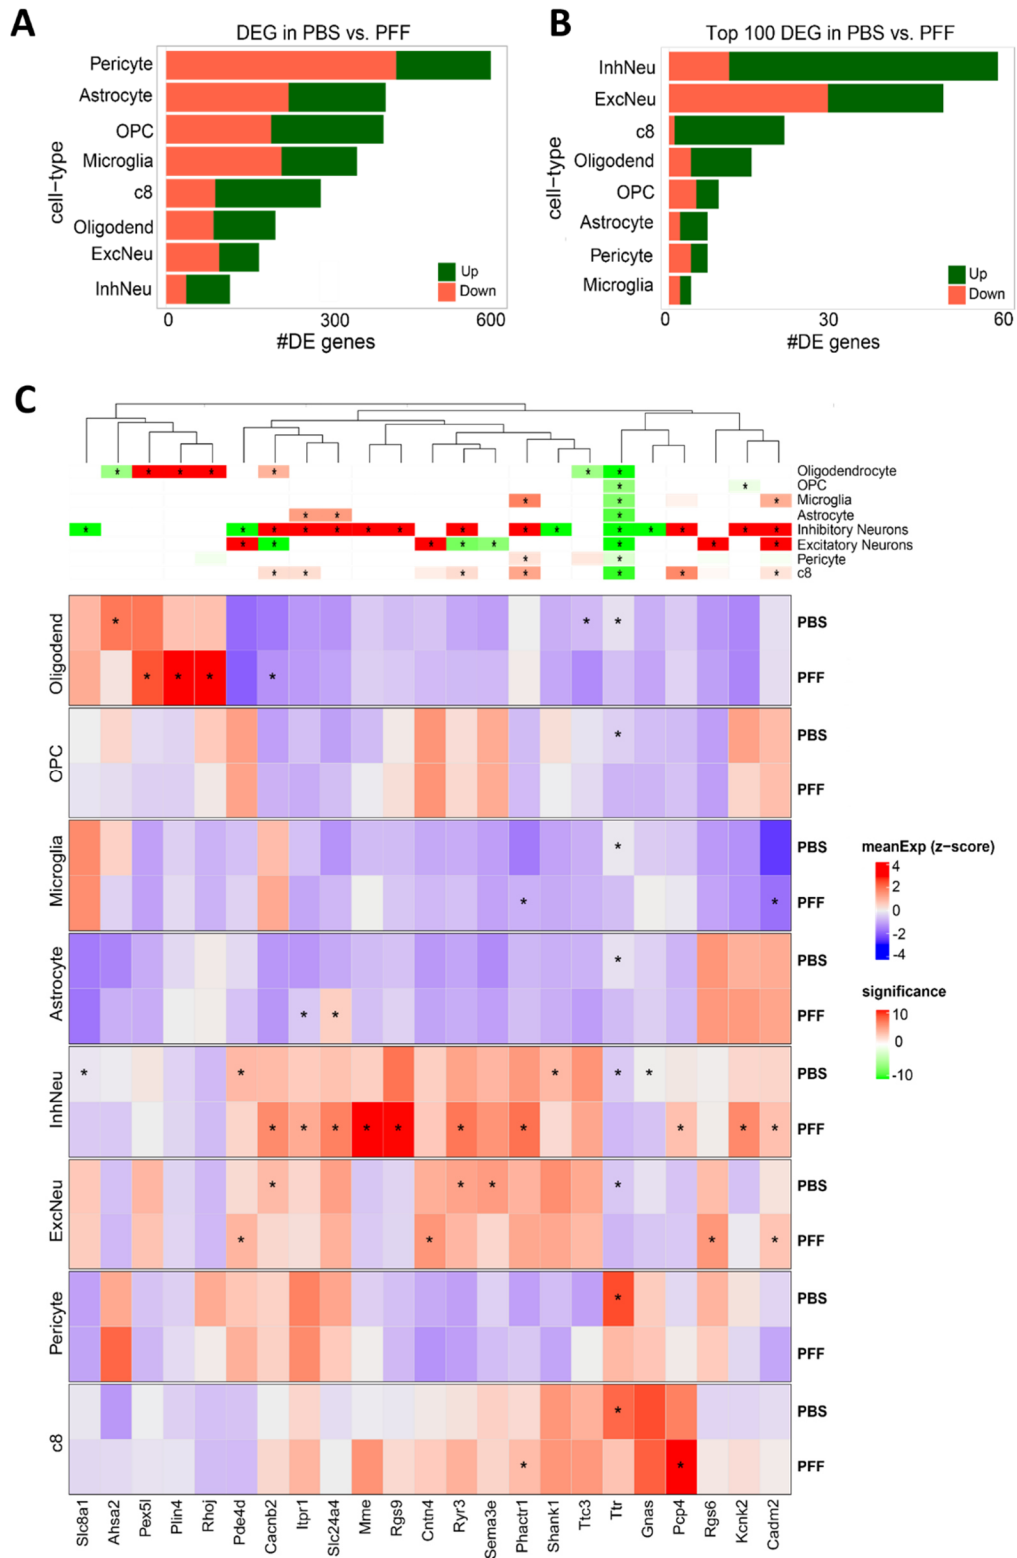 A
DEG in PBS vs. PFF
cell-type
Pericyte
Astrocyte
OPC
Microglia
c8
Oligodend
ExcNeu
InhNeu
Up
Down
0 300 600
#DE genes
B
Top 100 DEG in PBS vs. PFF
cell-type
InhNeu
ExcNeu
c8
Oligodend
OPC
Astrocyte
Pericyte
Microglia
Up
Down
0 30 60
#DE genes
C
* * * * * * Oligodendrocyte
* * OPC
* * * Microglia
* * * Astrocyte
* * * * * * * * * * * * * * * Inhibitory Neurons
* * * * * * * * Excitatory Neurons
* * Pericyte
* * * * * * * c8
Oligodend
* * * PBS
* * * * PFF
OPC
* PBS
PFF
Microglia
* PBS
* * PFF
Astrocyte
* PBS
* * PFF
InhNeu
* * * * * PBS
* * * * * * * * * * PFF
ExcNeu
* * * * PBS
* * * * PFF
Pericyte
* PBS
PFF
c8
* PBS
* * PFF
Slc8a1 Ahsa2 Pex5l Plin4 Rhoj Pde4d Cacnb2 Itpr1 Slc24a4 Mme Rgs9 Cntn4 Ryr3 Sema3e Phactr1 Shank1 Ttc3 Ttr Gnas Pcp4 Rgs6 Kcnk2 Cadm2
meanExp (z-score)
4
2
0
-2
-4
significance
10
0
-10